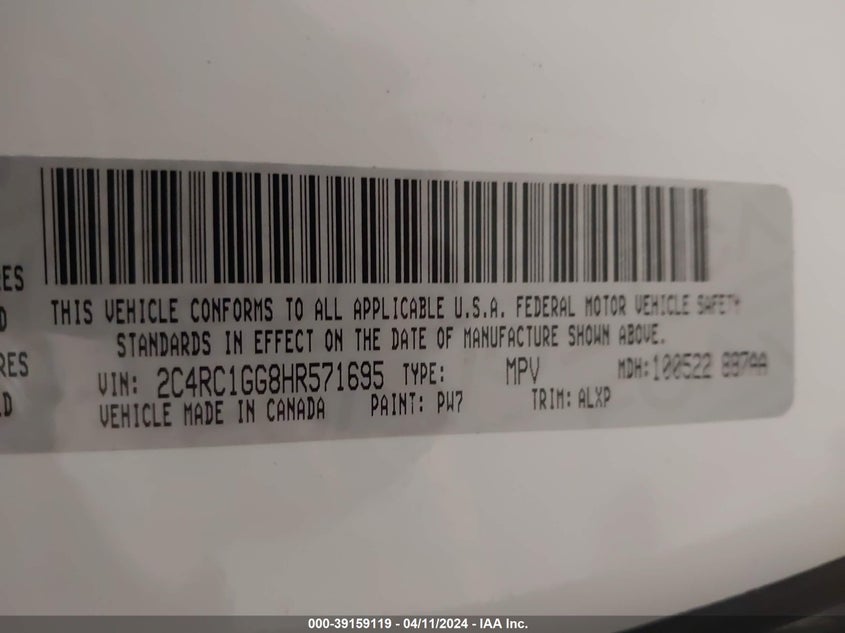 ES
THIS VEHICLE CONFORMS TO ALL APPLICABLE U.S.A. FEDERAL MOTOR VEHICLE SAFETY
D
STANDARDS IN EFFECT ON THE DATE OF MANUFACTURE SHOWN ABOVE.
RES
VIN: 2C4RC1GG8HR571695 TYPE: MPV MDH:100522 887AA
LD
VEHICLE MADE IN CANADA PAINT: PW7 TRIM: ALXP
000-39159119 - 04/11/2024 - IAA Inc.